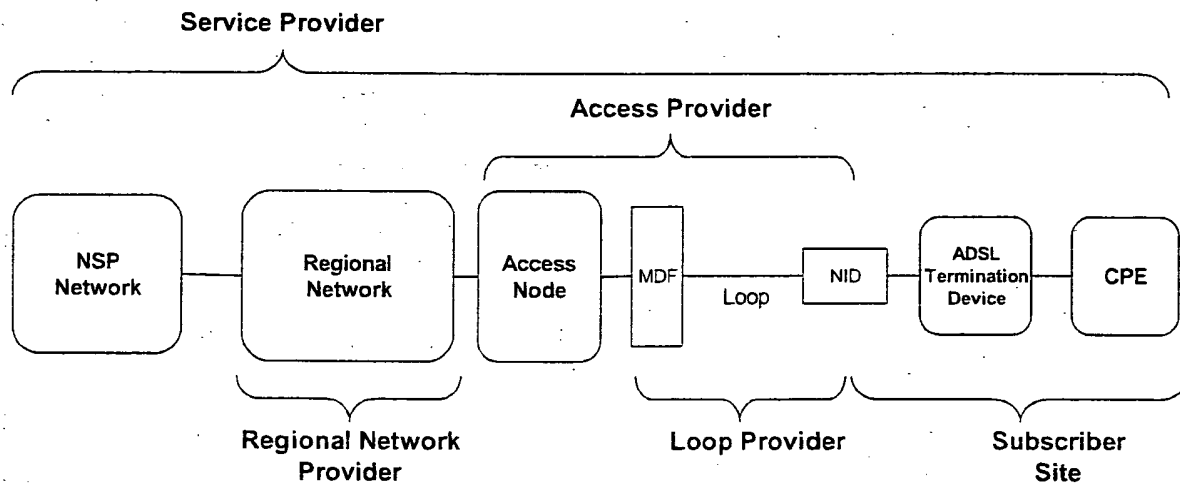 Service Provider
Access Provider
NSP
Network
Regional
Network
Access
Node
MDF
Loop
NID
ADSL
Termination
Device
CPE
Regional Network
Provider
Loop Provider
Subscriber
Site